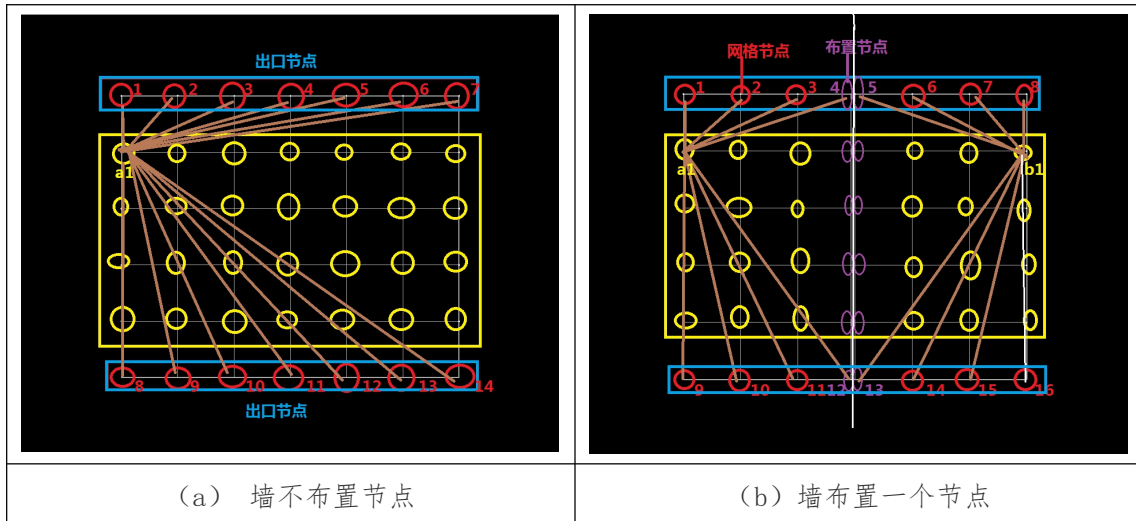 出口节点
1 2 3 4 5 6 7
a1
8 9 10 11 12 13 14
出口节点
网格节点 布置节点
1 2 3 4 5 6 7 8
a1 b1
9 10 11 12 13 14 15 16
(a) 墙不布置节点
(b)墙布置一个节点